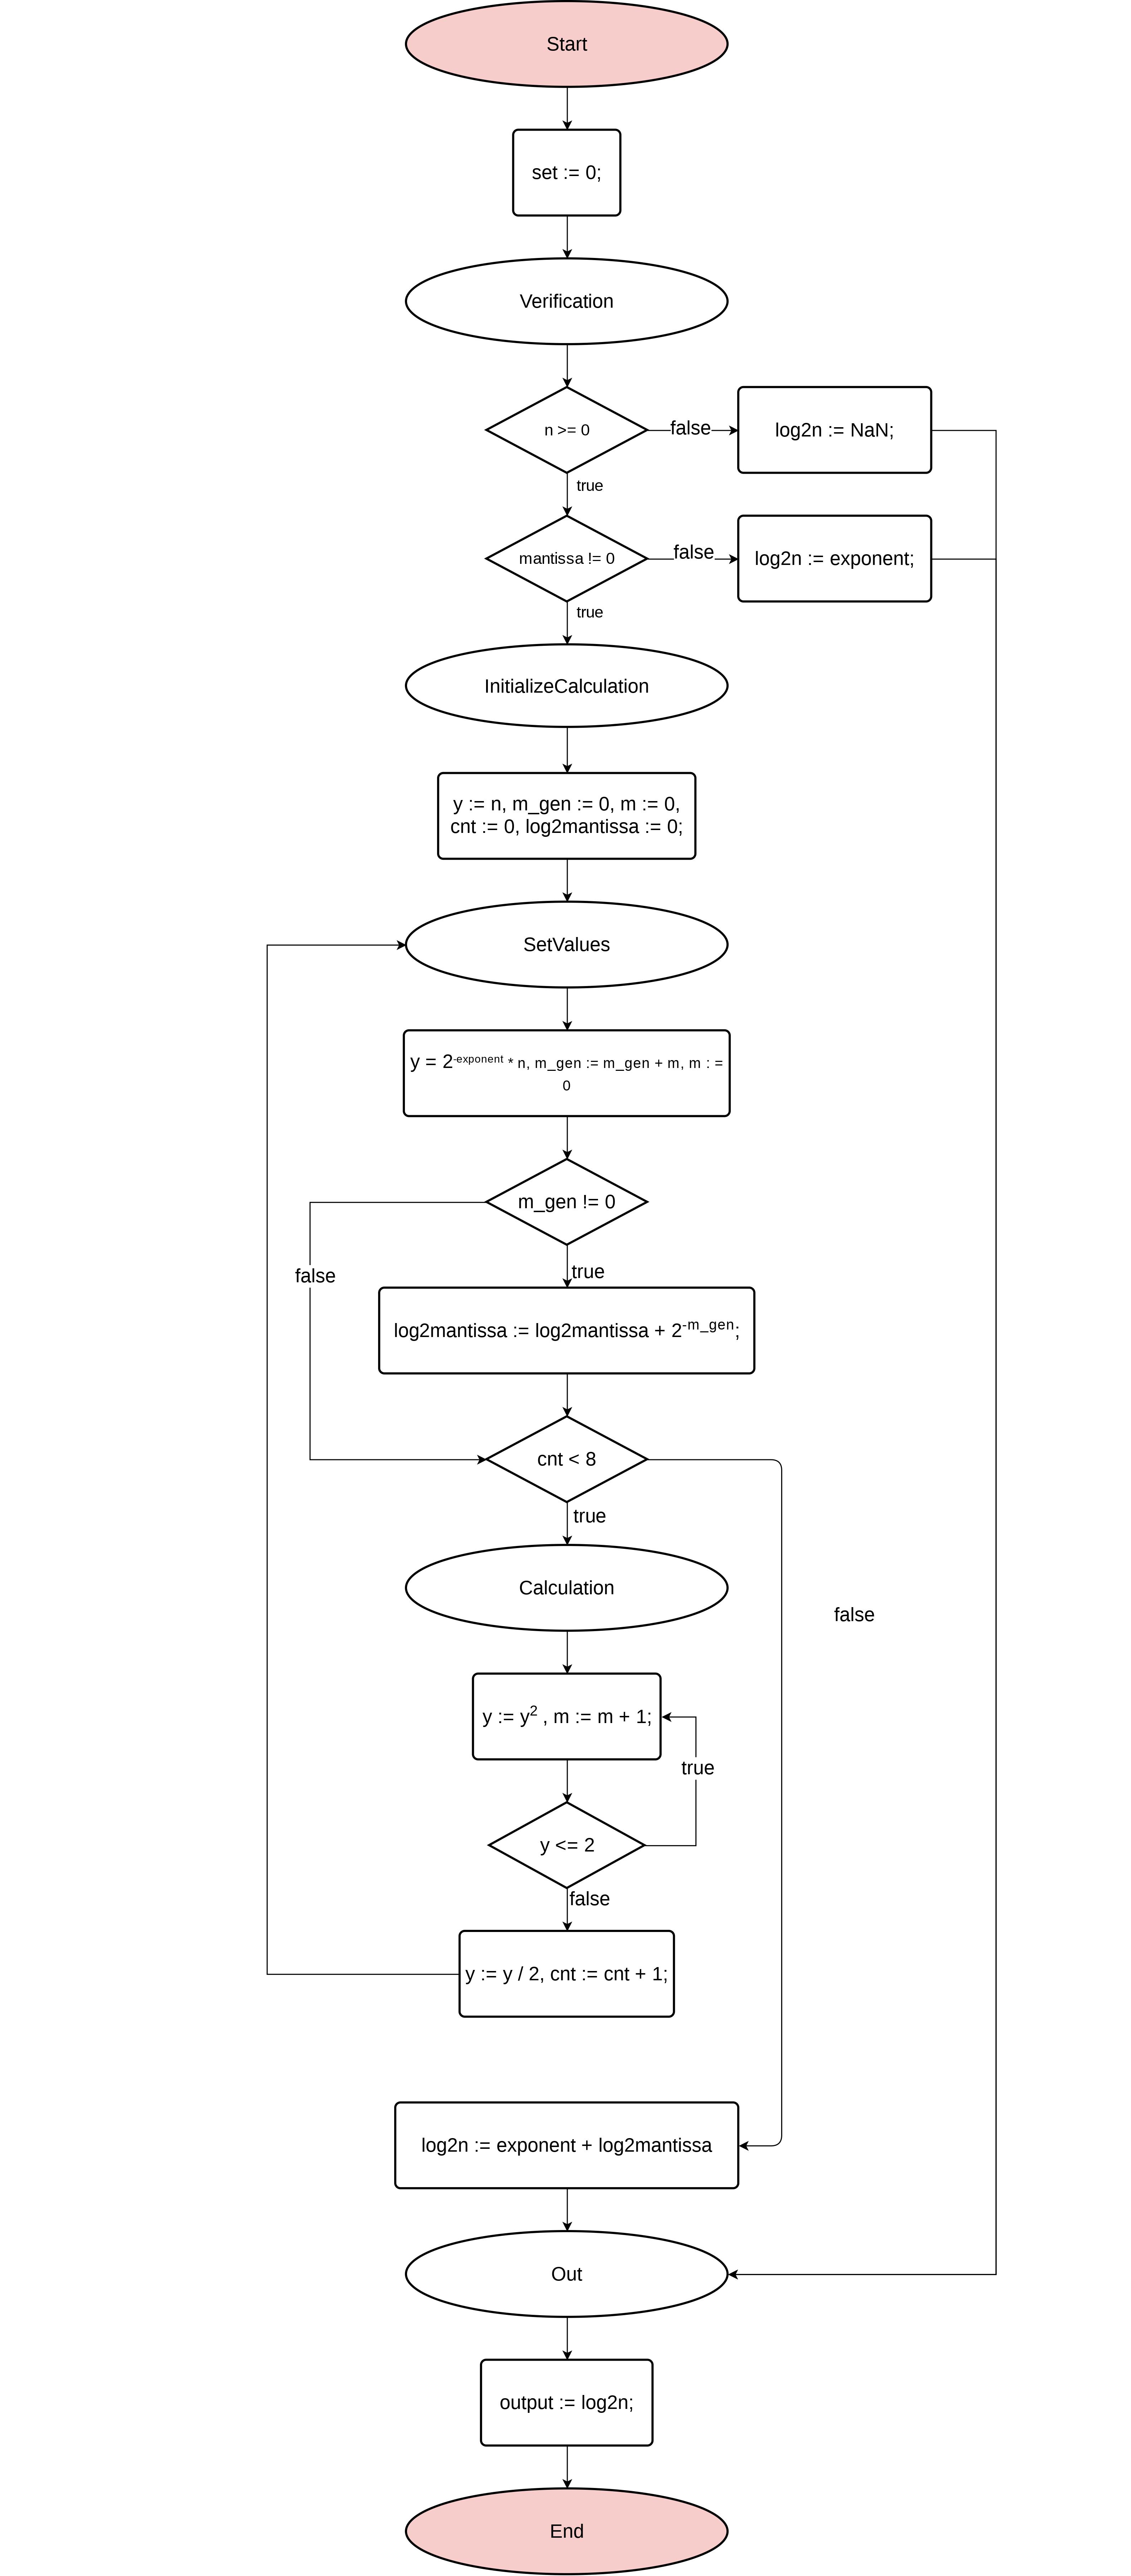 Start
set := 0;
Verification
n >= 0
false
log2n := NaN;
true
mantissa != 0
false
log2n := exponent;
true
InitializeCalculation
y := n, m_gen := 0, m := 0,
cnt := 0, log2mantissa := 0;
SetValues
y = 2-exponent * n, m_gen := m_gen + m, m : =
0
m_gen != 0
false
true
log2mantissa := log2mantissa + 2-m_gen;
cnt < 8
true
Calculation
false
y := y2 , m := m + 1;
true
y <= 2
false
y := y / 2, cnt := cnt + 1;
log2n := exponent + log2mantissa
Out
output := log2n;
End